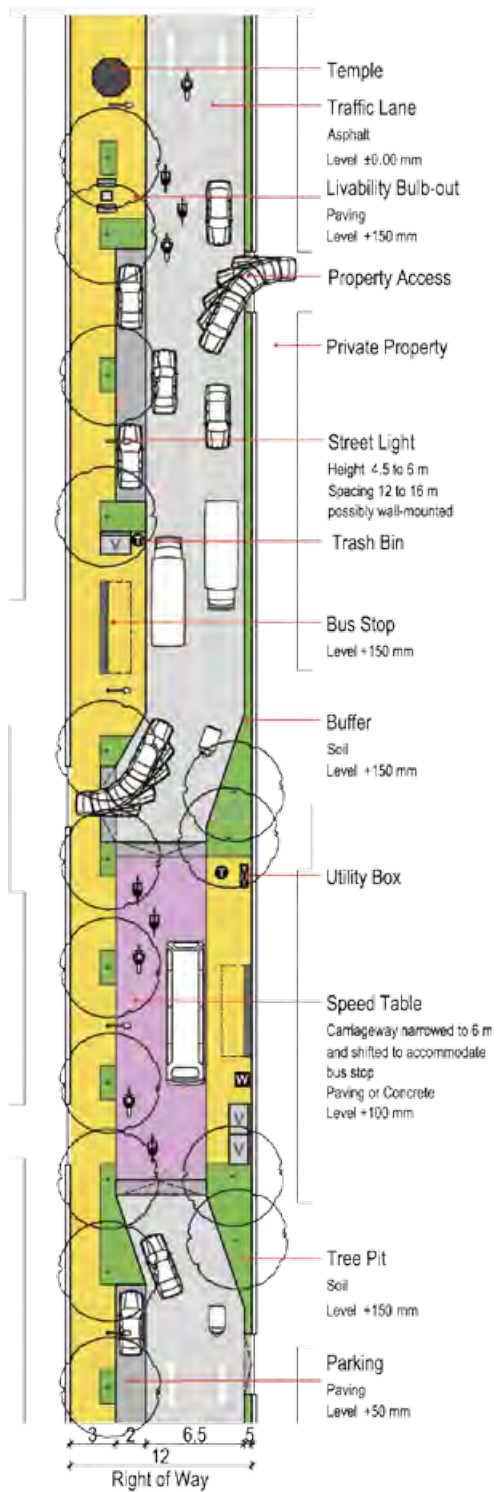 Temple
Traffic Lane
Asphalt
Level ±0.00 mm
Livability Bulb-out
Paving
Level +150 mm
Property Access
Private Property
Street Light
Height 4.5 to 6 m
Spacing 12 to 16 m
possibly wall-mounted
T
Trash Bin
V
Bus Stop
Level +150 mm
Buffer
Soil
Level +150 mm
T
Utility Box
Speed Table
Carriageway narrowed to 6 m
and shifted to accommodate
bus stop
Paving or Concrete
Level +100 mm
W
V
V
Tree Pit
Soil
Level +150 mm
Parking
Paving
Level +50 mm
3 2 6.5 .5
12
Right of Way